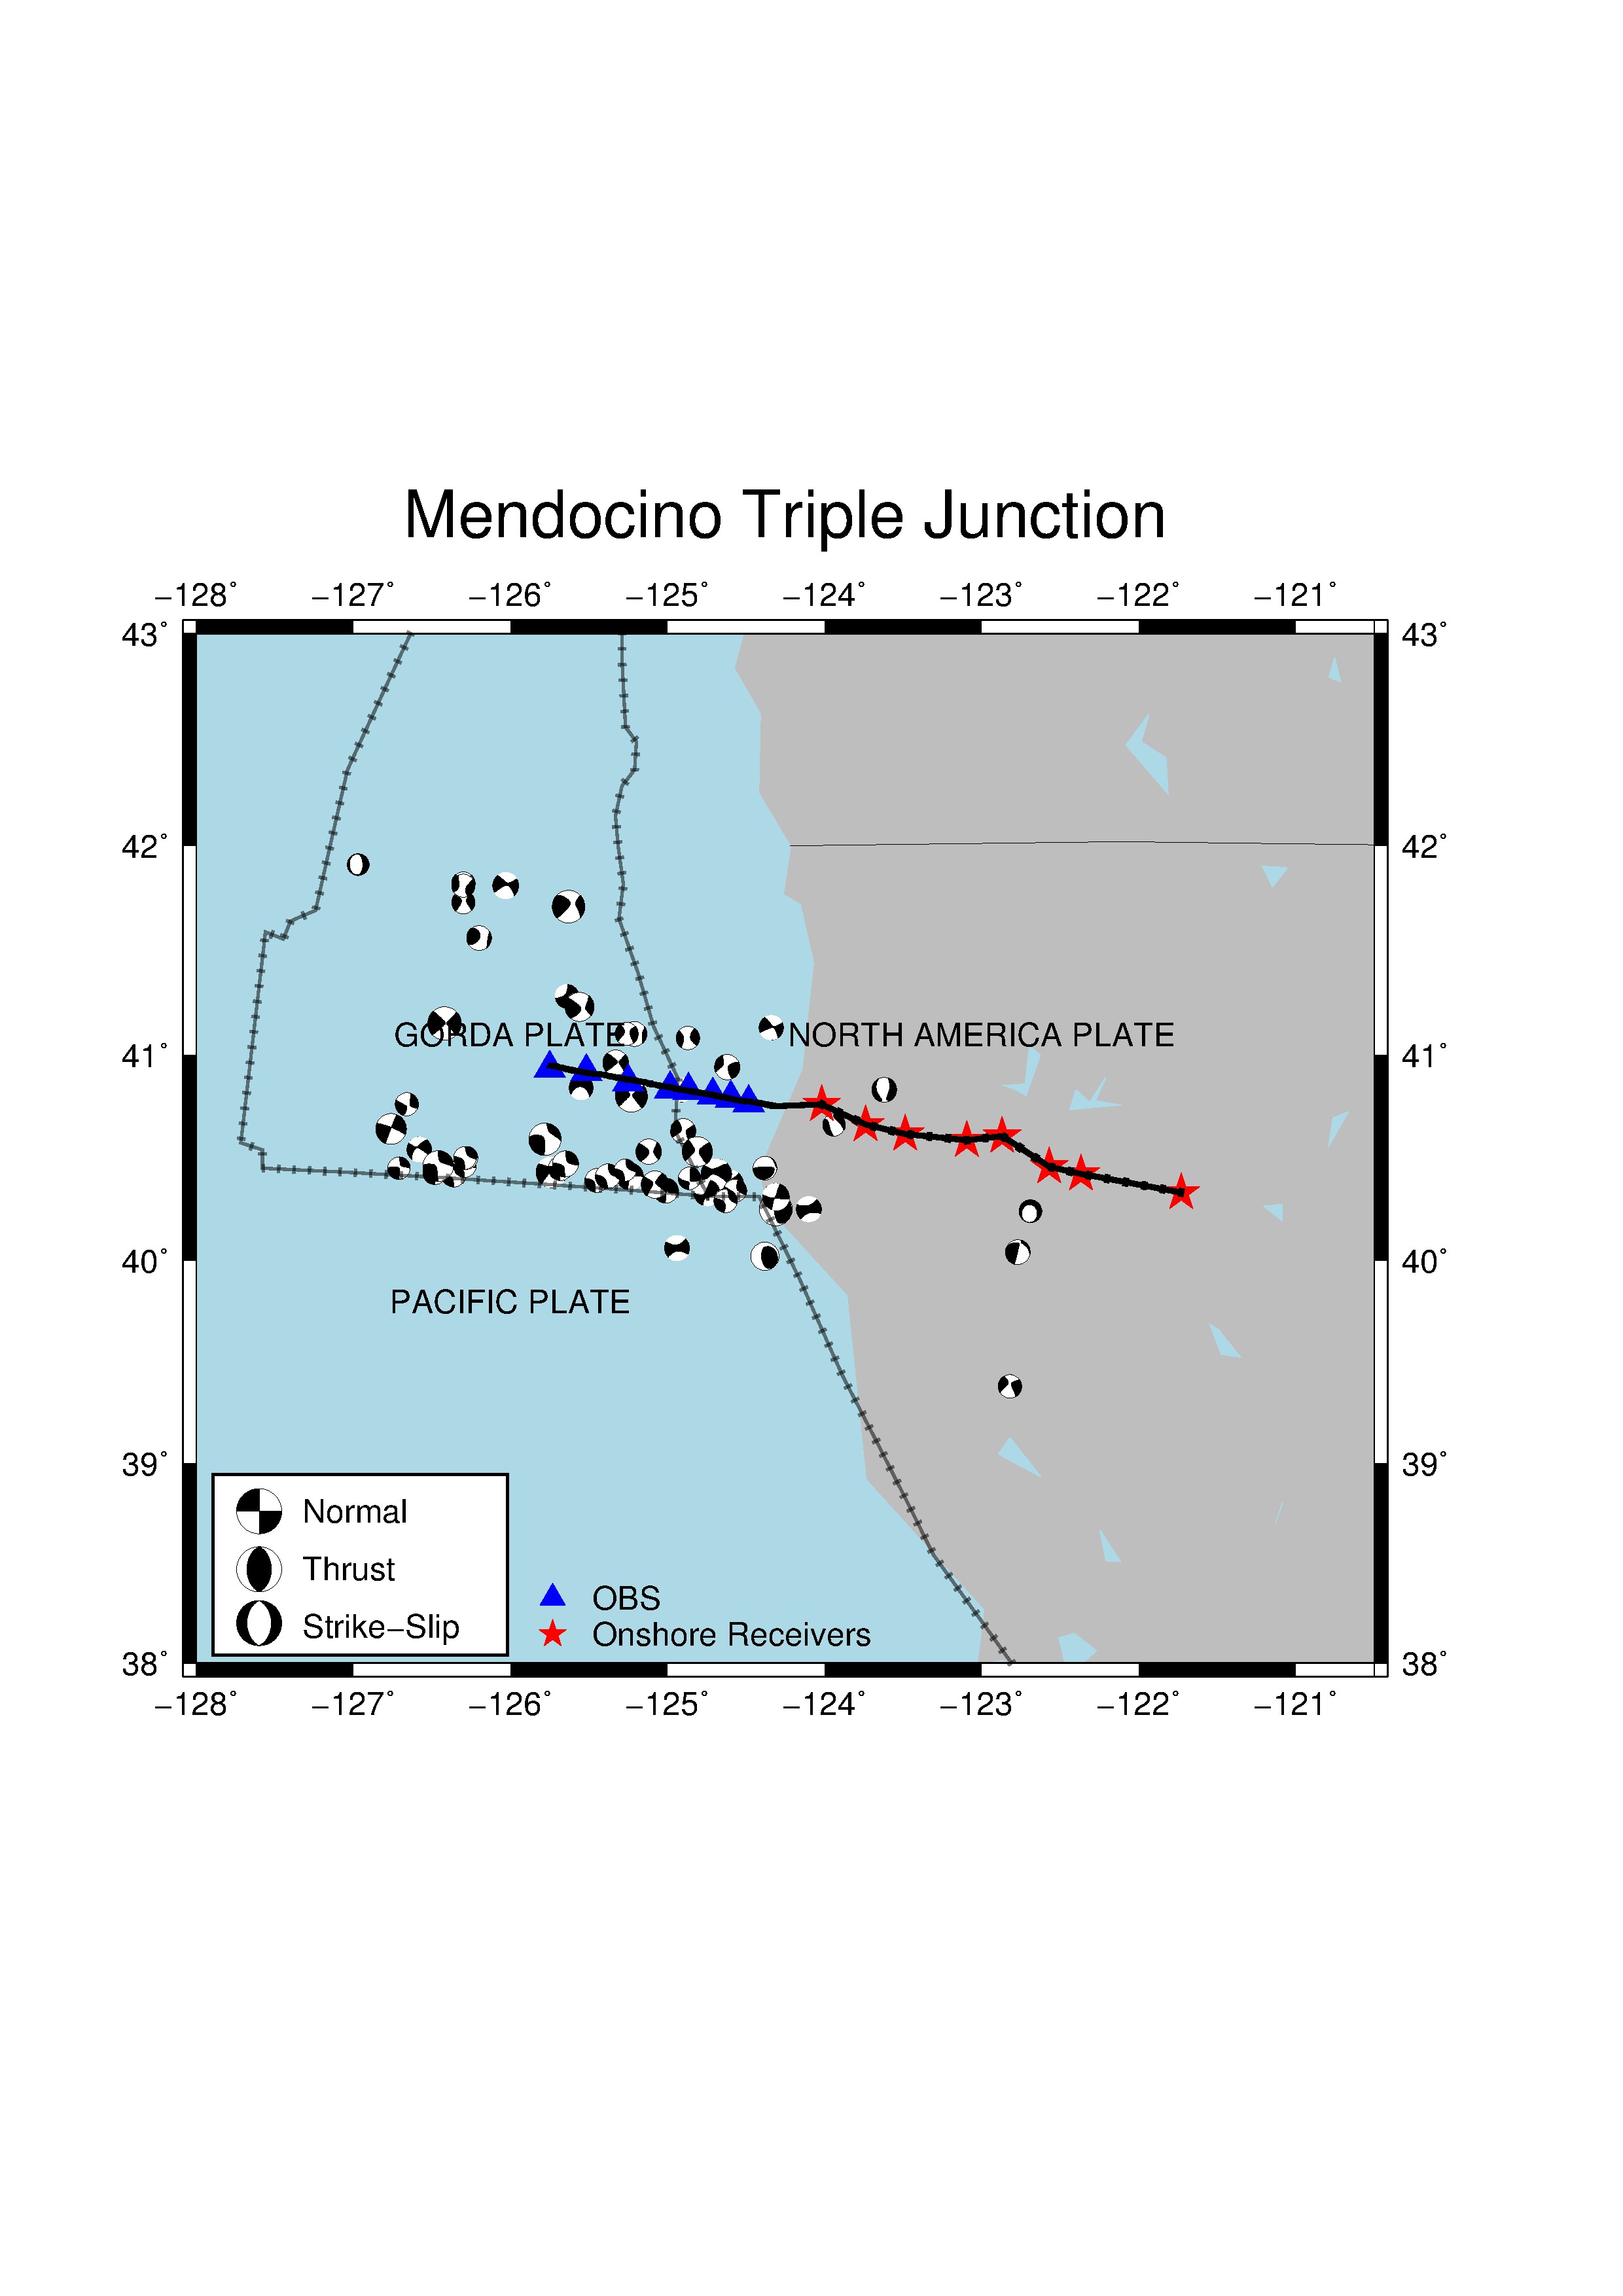 Mendocino Triple Junction
−128° −127° −126° −125° −124° −123° −122° −121°
43° 43°
42° 42°
GORDA PLATE NORTH AMERICA PLATE
41° 41°
40° 40°
PACIFIC PLATE
39° 39°
Normal
Thrust
Strike−Slip
OBS
Onshore Receivers
38° 38°
−128° −127° −126° −125° −124° −123° −122° −121°